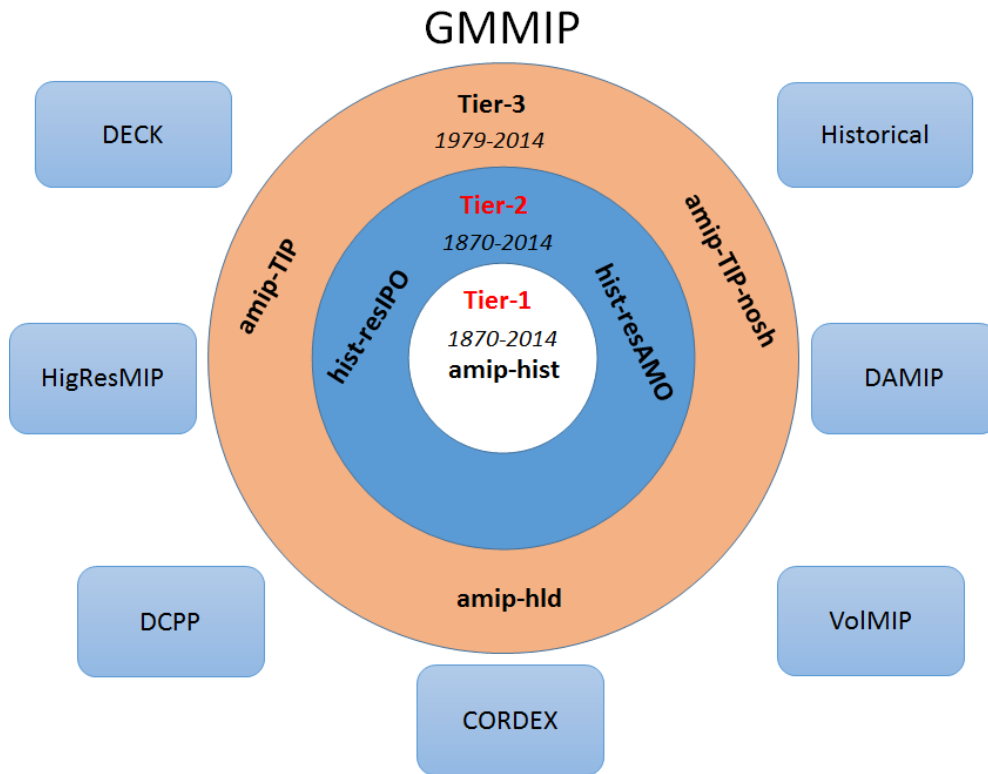 GMMIP
DECK
Historical
Tier-3
1979-2014
Tier-2
1870-2014
amip-TIP
amip-TIP-nosh
hist-resIPO
hist-resAMO
Tier-1
1870-2014
amip-hist
HigResMIP
DAMIP
amip-hld
DCPP
VolMIP
CORDEX